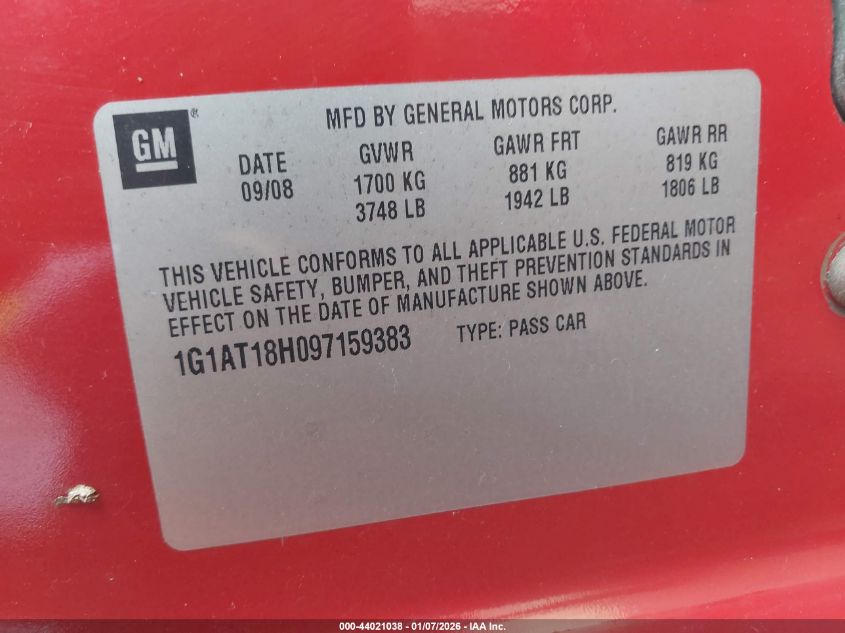 GM®
MFD BY GENERAL MOTORS CORP.
DATE GVWR GAWR FRT GAWR RR
09/08 1700 KG 881 KG 819 KG
3748 LB 1942 LB 1806 LB
THIS VEHICLE CONFORMS TO ALL APPLICABLE U.S. FEDERAL MOTOR
VEHICLE SAFETY, BUMPER, AND THEFT PREVENTION STANDARDS IN
EFFECT ON THE DATE OF MANUFACTURE SHOWN ABOVE.
1G1AT18H097159383 TYPE: PASS CAR
000-44021038 - 01/07/2026 - IAA Inc.